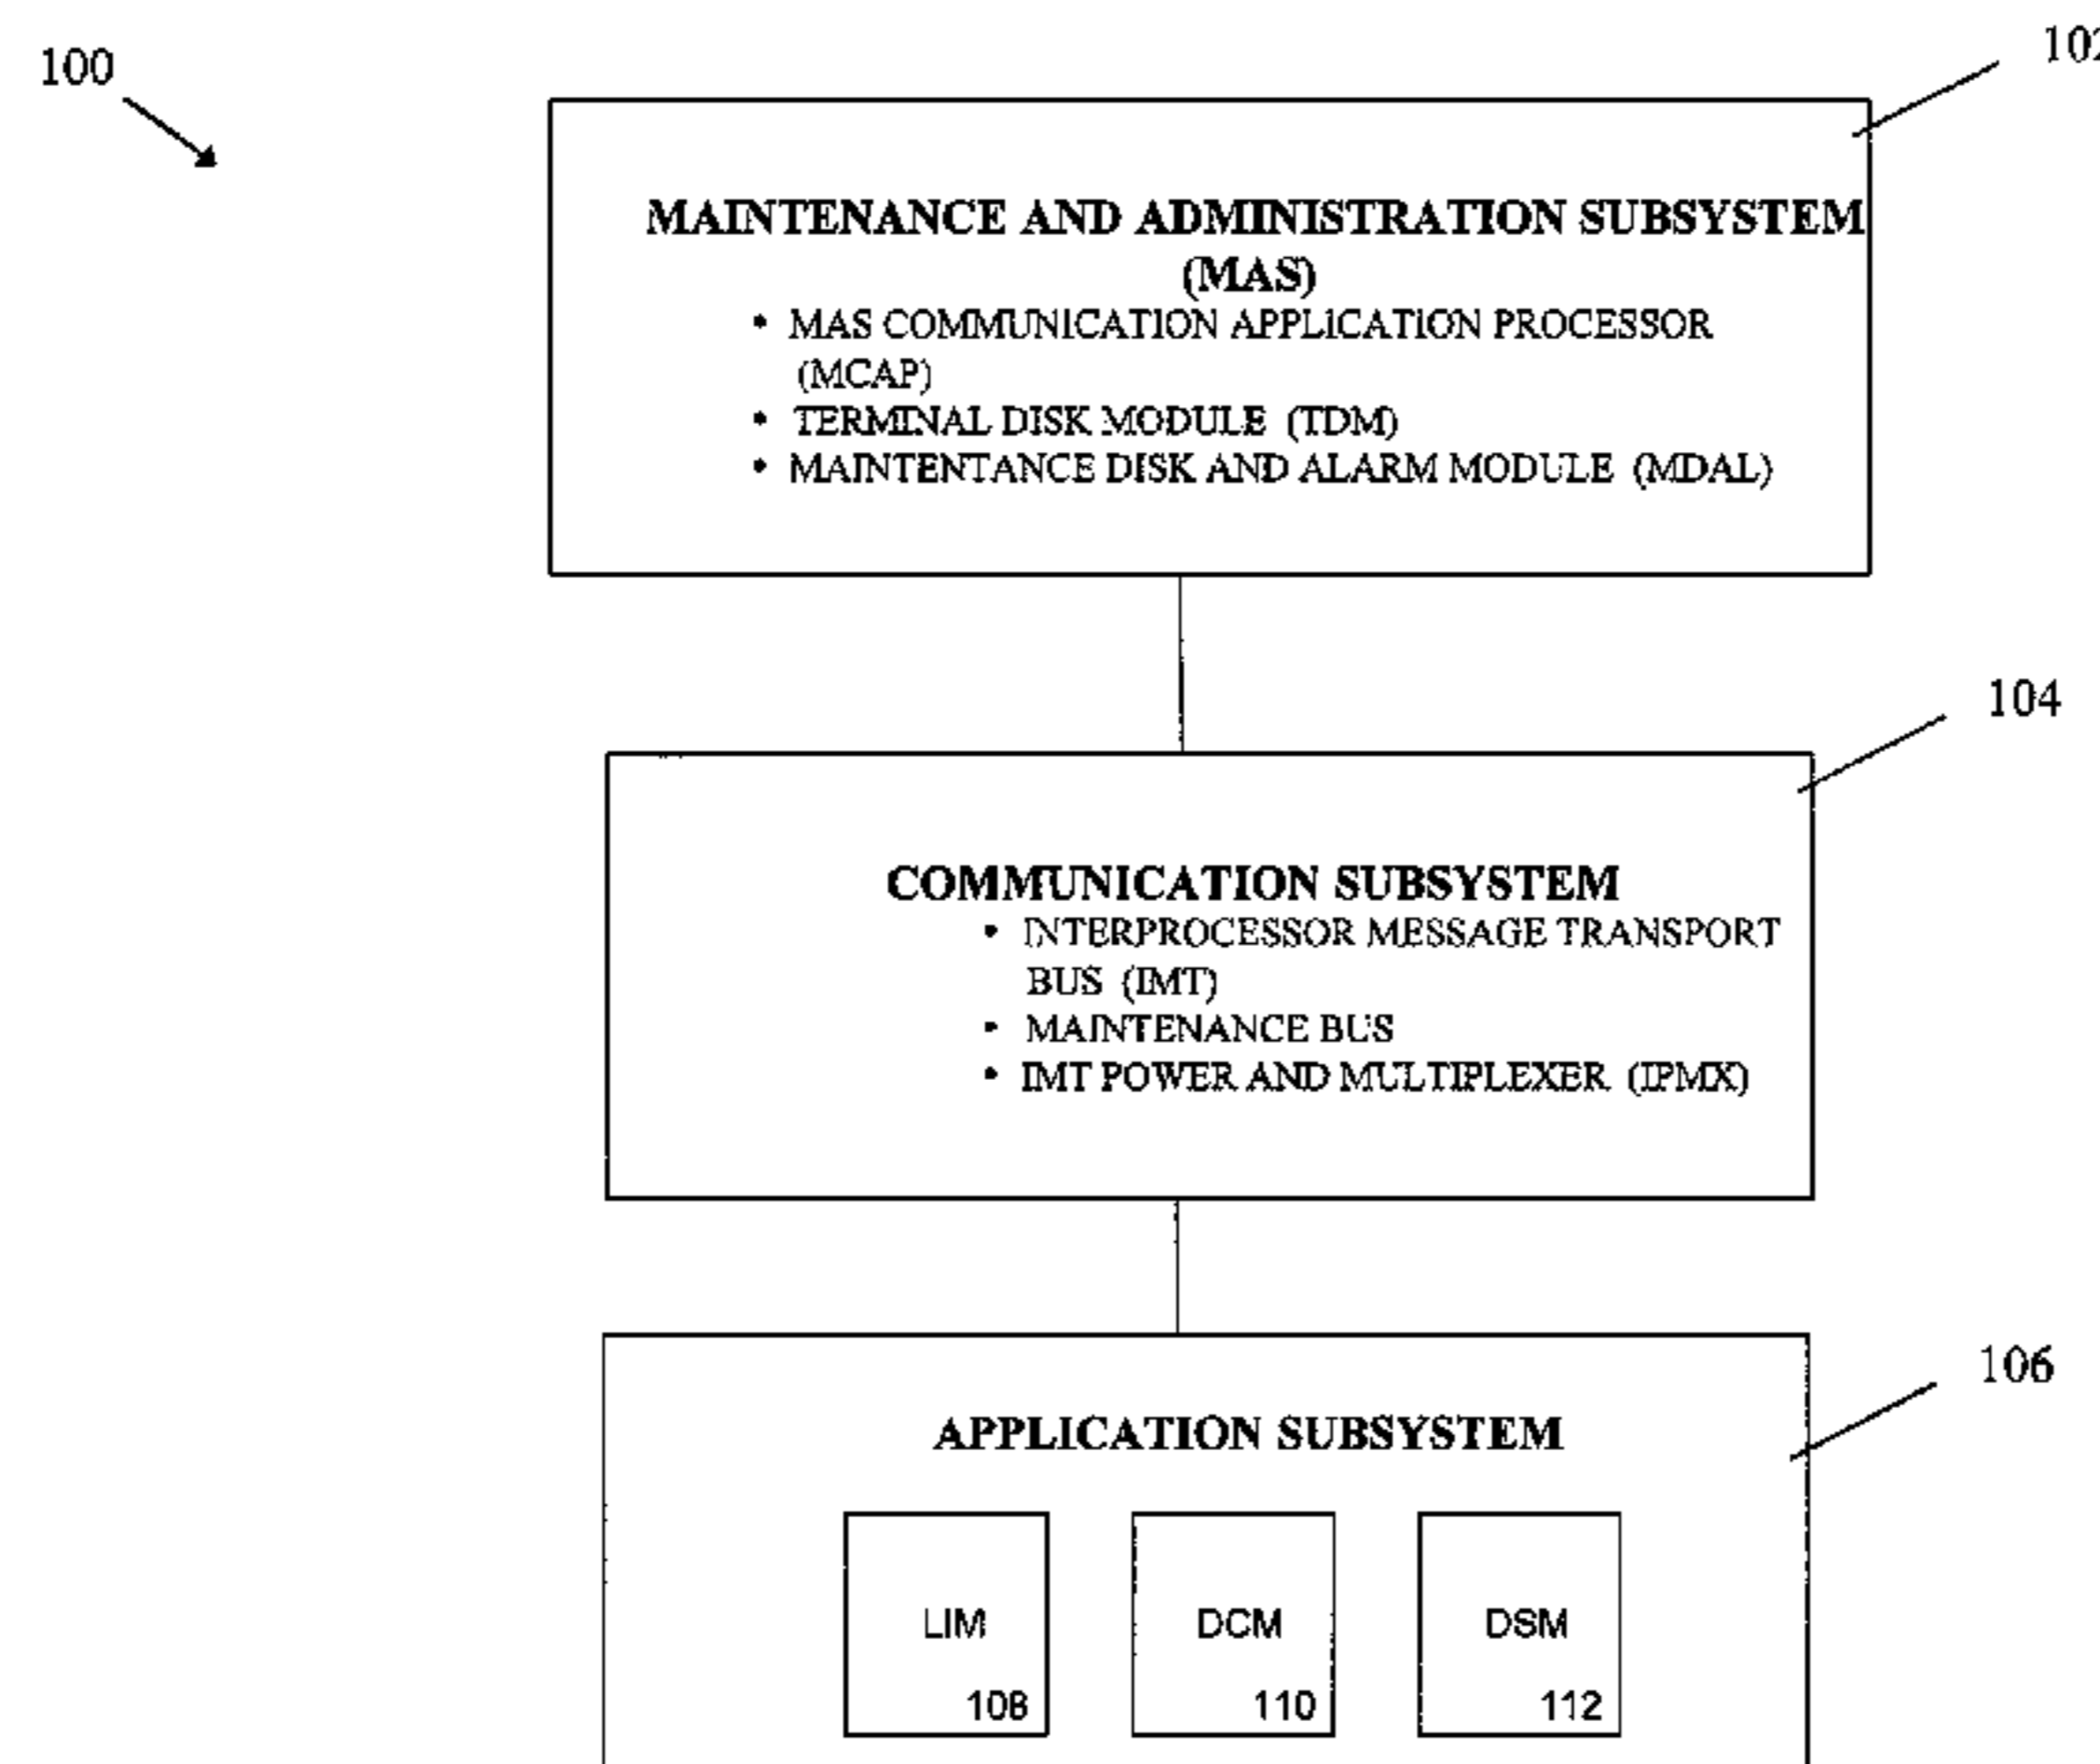 100
MAINTENANCE AND ADMINISTRATION SUBSYSTEM
(MAS)
• MAS COMMUNICATION APPLICATION PROCESSOR
(MCAP)
• TERMINAL DISK MODULE (TDM)
• MAINTENTANCE DISK AND ALARM MODULE (MDAL)
104
COMMUNICATION SUBSYSTEM
• INTERPROCESSOR MESSAGE TRANSPORT
BUS (IMT)
• MAINTENANCE BUS
• IMT POWER AND MULTIPLEXER (IPMX)
106
APPLICATION SUBSYSTEM
LIM
DCM
DSM
108
110
112